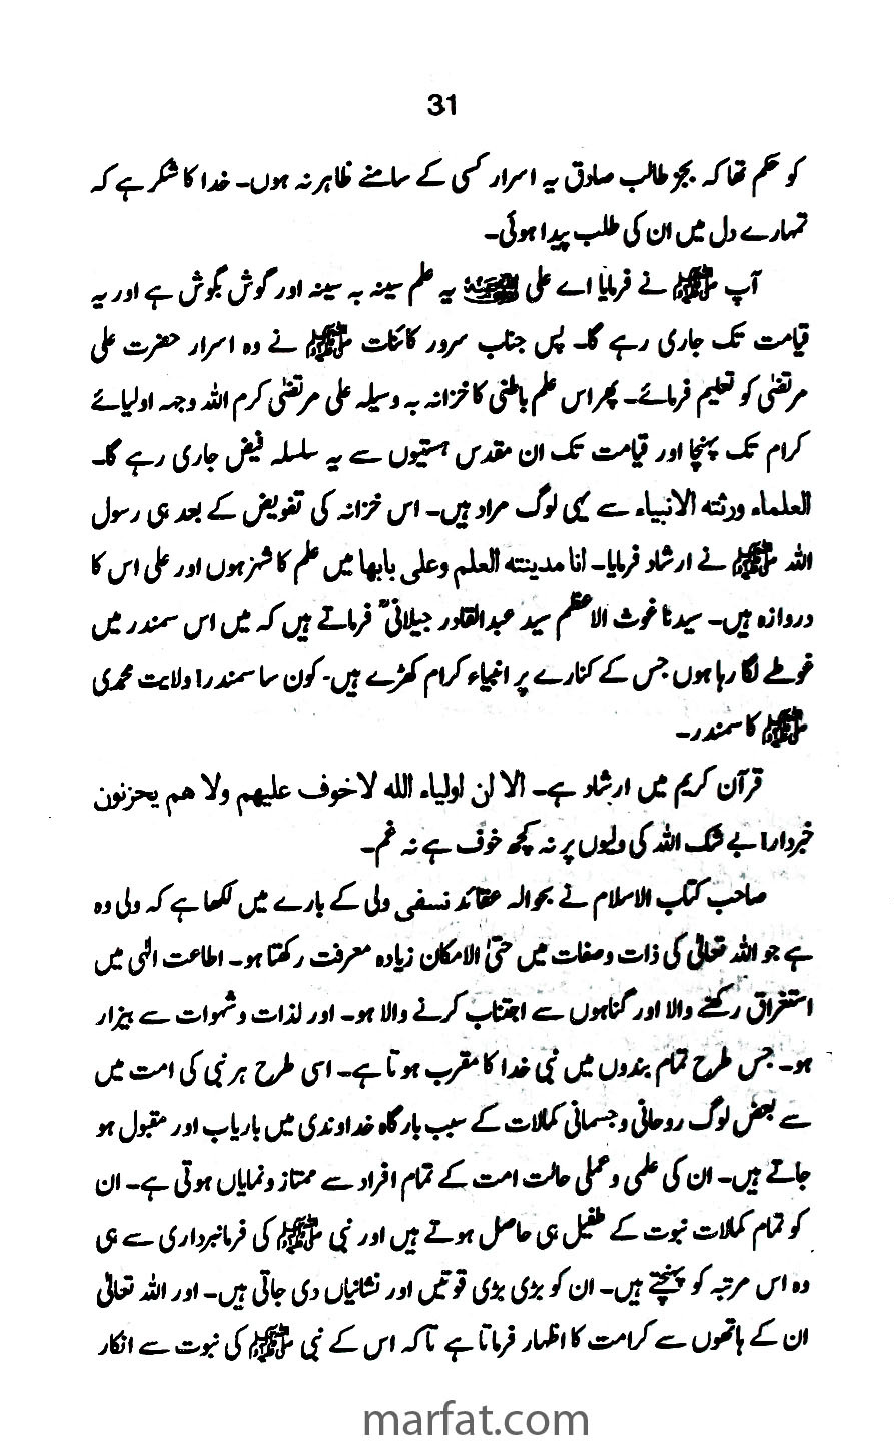 31
کو حکم تھا کہ بجز طالب صادق یہ اسرار کسی کے سامنے ظاہر نہ ہوں۔ خدا کا شکر ہے کہ
تمہارے دل میں ان کی طلب پیدا ہوئی۔
آپ ﷺ نے فرمایا اے علی یہ علم سینہ بہ سینہ اور گوش بگوش ہے اور یہ
قیامت تک جاری رہے گا۔ پس جناب سرور کائنات ﷺ نے وہ اسرار حضرت علی
مرتضیٰ کو تعلیم فرمائے۔ پھر اس علم باطنی کا خزانہ بہ وسیلہ علی مرتضیٰ کرم اللہ وجہہ اولیائے
کرام تک پہنچا اور قیامت تک ان مقدس ہستیوں سے یہ سلسلہ فیض جاری رہے گا۔
العلماء ورثتہ الانبیاء سے یہی لوگ مراد ہیں۔ اس خزانہ کی تفویض کے بعد ہی رسول
اللہ ﷺ نے ارشاد فرمایا۔ انا مدینتہ العلم وعلی بابھا میں علم کا شہر ہوں اور علی اس کا
دروازہ ہیں۔ سیدنا غوث الاعظم سید عبدالقادر جیلانیؒ فرماتے ہیں کہ میں اس سمندر میں
غوطے لگا رہا ہوں جس کے کنارے پر انبیاء کرام کھڑے ہیں۔ کون سا سمندر! ولایت محمدی
ﷺ کا سمندر۔
قرآن کریم میں ارشاد ہے۔ الا ان اولیاء اللہ لاخوف علیھم ولا ھم یحزنون
خبردار! بے شک اللہ کی ولیوں پر نہ کچھ خوف ہے نہ غم۔
صاحب کتاب الاسلام نے بحوالہ عقائد نسفی ولی کے بارے میں لکھا ہے کہ ولی وہ
ہے جو اللہ تعالیٰ کی ذات وصفات میں حتیٰ الامکان زیادہ معرفت رکھتا ہو۔ اطاعت الٰہی میں
استغراق رکھنے والا اور گناہوں سے اجتناب کرنے والا ہو۔ اور لذات وشہوات سے بیزار
ہو۔ جس طرح تمام بندوں میں نبی خدا کا مقرب ہوتا ہے۔ اسی طرح ہر نبی کی امت میں
سے بعض لوگ روحانی وجسمانی کمالات کے سبب بارگاہ خداوندی میں باریاب اور مقبول ہو
جاتے ہیں۔ ان کی علمی وعملی حالت امت کے تمام افراد سے ممتاز ونمایاں ہوتی ہے۔ ان
کو تمام کمالات نبوت کے طفیل ہی حاصل ہوتے ہیں اور نبی ﷺ کی فرمانبرداری سے ہی
وہ اس مرتبہ کو پہنچتے ہیں۔ ان کو بڑی بڑی قوتیں اور نشانیاں دی جاتی ہیں۔ اور اللہ تعالیٰ
ان کے ہاتھوں سے کرامت کا اظہار فرماتا ہے تاکہ اس کے نبی ﷺ کی نبوت سے انکار
marfat.com